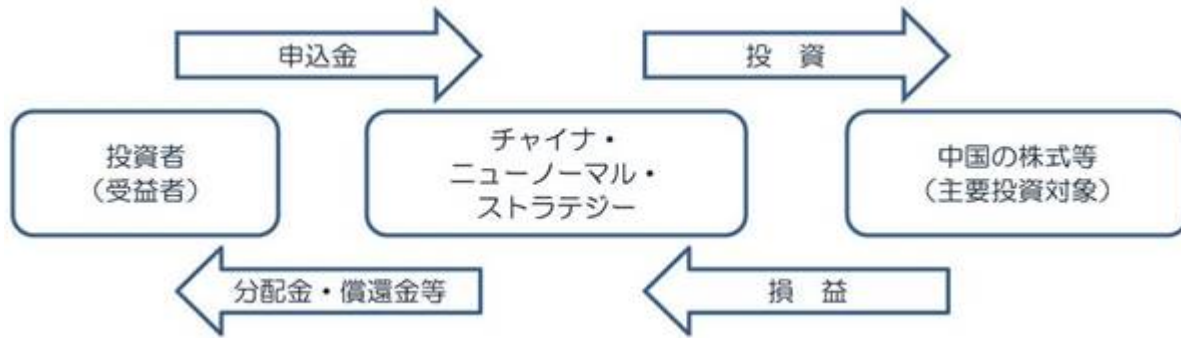 申込金
投　資
投資者
（受益者）
チャイナ・
ニューノーマル・
ストラテジー
中国の株式等
（主要投資対象）
分配金・償還金等
損　益